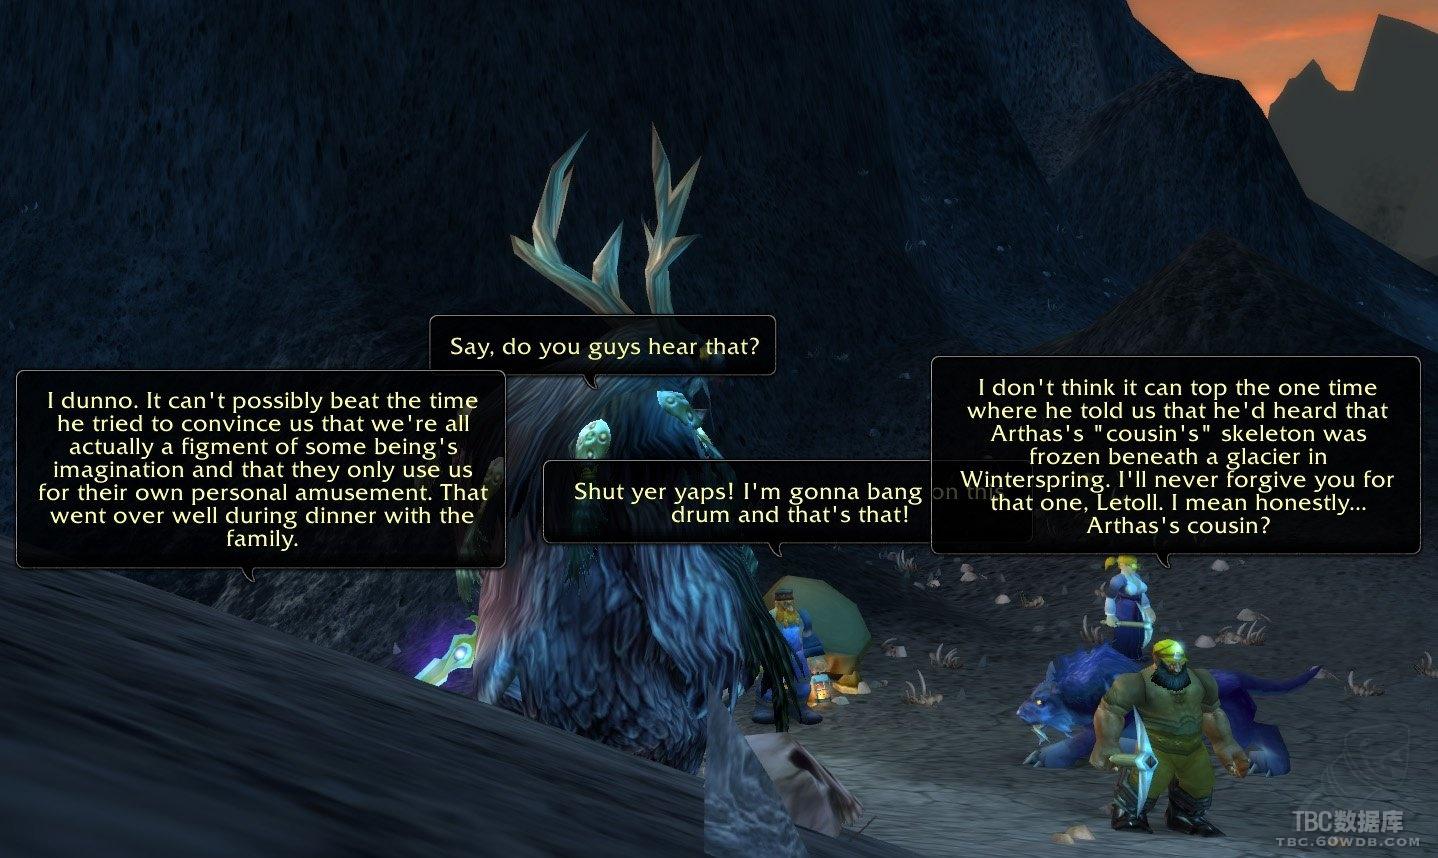 Say, do you guys hear that?
I dunno. It can't possibly beat the time
he tried to convince us that we're all
actually a figment of some being's
imagination and that they only use us
for their own personal amusement. That
went over well during dinner with the
family.
Shut yer yaps! I'm gonna bang on this
drum and that's that!
I don't think it can top the one time
where he told us that he'd heard that
Arthas's "cousin's" skeleton was
frozen beneath a glacier in
Winterspring. I'll never forgive you for
that one, Letoll. I mean honestly...
Arthas's cousin?
TBC数据库
TBC.60WDB.COM